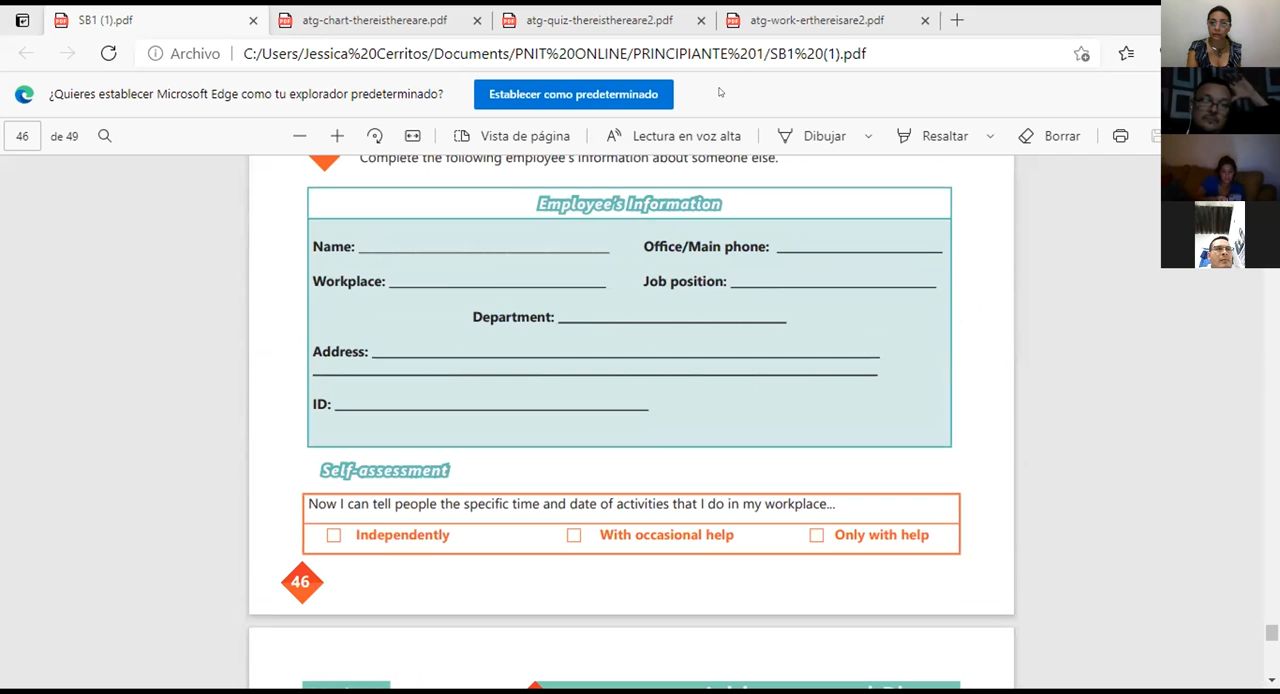 SB1 (1).pdf
atg-chart-thereisthereare.pdf
atg-quiz-thereisthereare2.pdf
atg-work-erthereisare2.pdf
Archivo
C:/Users/Jessica%20Cerritos/Documents/PNIT%20ONLINE/PRINCIPIANTE%201/SB1%20(1).pdf
¿Quieres establecer Microsoft Edge como tu explorador predeterminado?
Establecer como predeterminado
46 de 49
Vista de página
Lectura en voz alta
Dibujar
Resaltar
Borrar
Complete the following employee's information about someone else.
Employee's Information
Name: Office/Main phone:
Workplace: Job position:
Department:
Address:
ID:
Self-assessment
Now I can tell people the specific time and date of activities that I do in my workplace...
Independently With occasional help Only with help
46